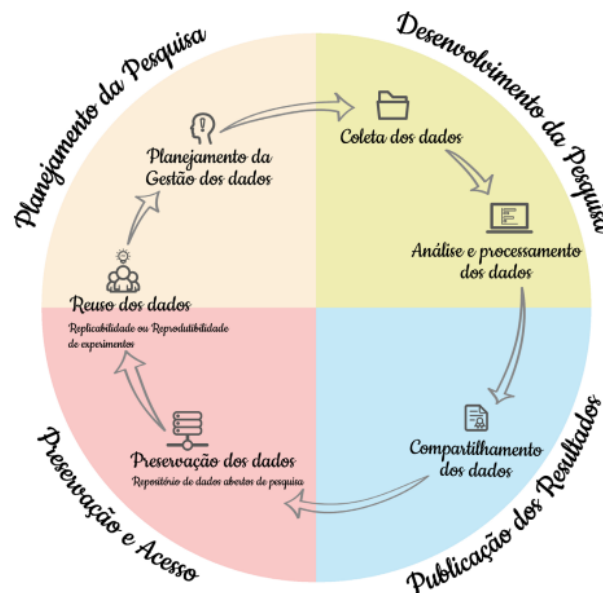 Planejamento da Pesquisa
Desenvolvimento da Pesquisa
Planejamento da
Gestão dos dados
Coleta dos dados
Análise e processamento
dos dados
Reuso dos dados
Replicabilidade ou Reprodutibilidade
de experimentos
Compartilhamento
dos dados
Preservação dos dados
Repositório de dados abertos de pesquisa
Preservação e Acesso
Publicação dos Resultados